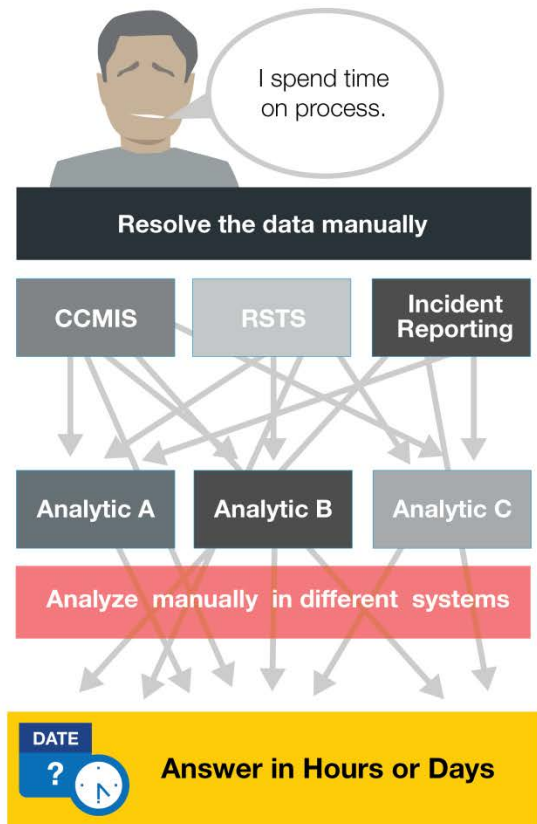 I spend time
on process.
Resolve the data manually
CCMIS
RSTS
Incident
Reporting
Analytic A
Analytic B
Analytic C
Analyze manually in different systems
DATE
?
Answer in Hours or Days